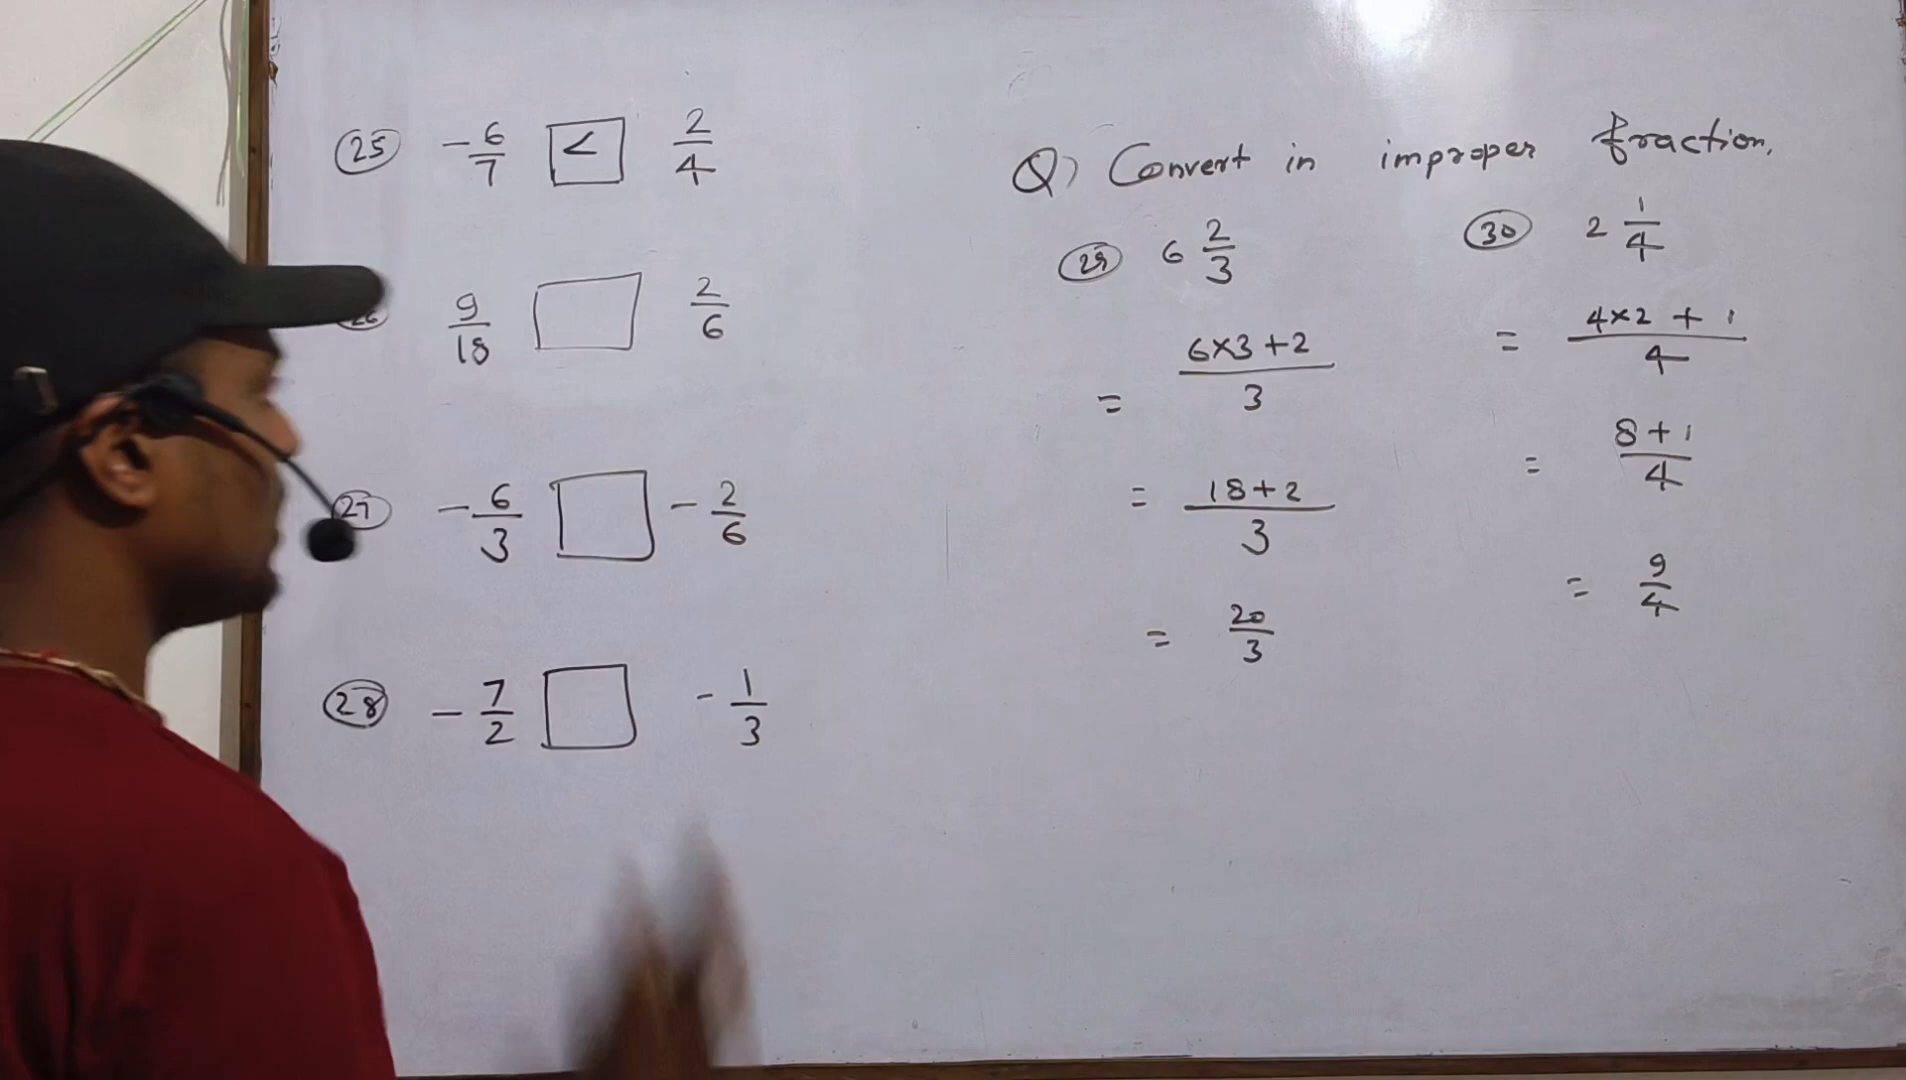 25 -6/7 < 2/4
26 9/18 □ 2/6
27 -6/3 □ -2/6
28 -7/2 □ -1/3
Q) Convert in improper fraction.
29 6 2/3
= 6×3+2/3
= 18+2/3
= 20/3
30 2 1/4
= 4×2+1/4
= 8+1/4
= 9/4